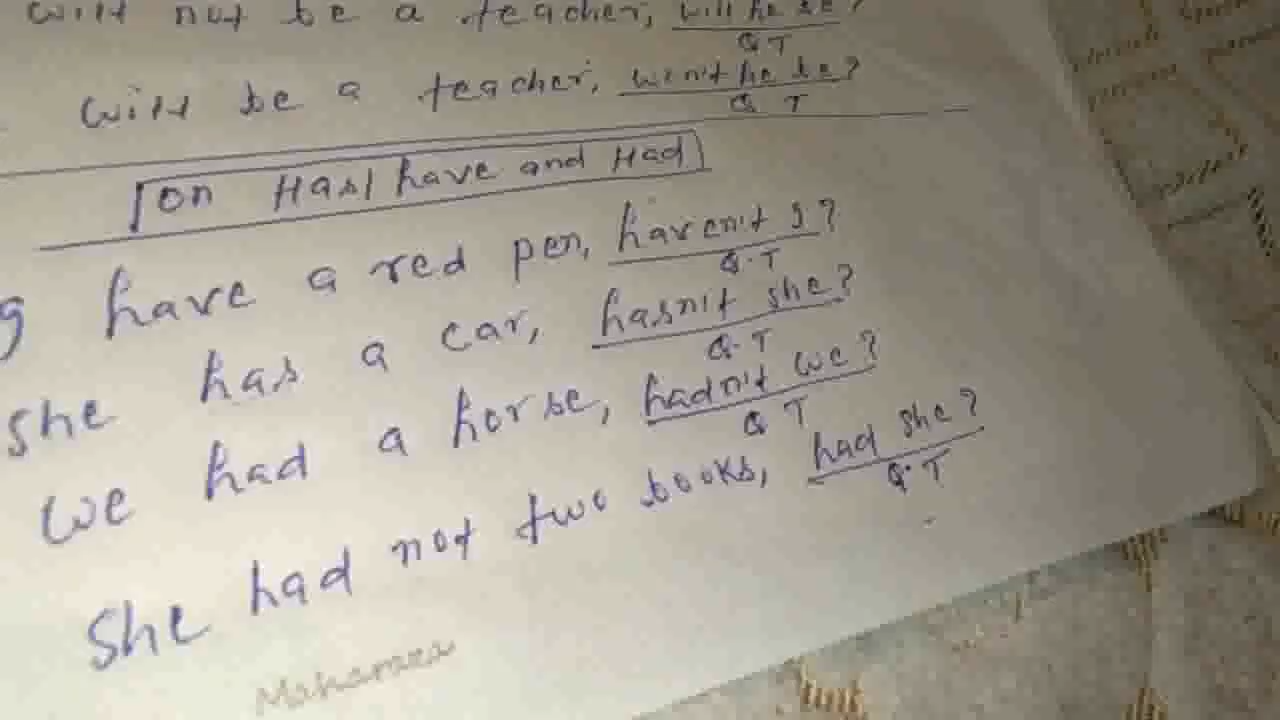 will not be a teacher, will he be?
Q T
will be a teacher, won't he be?
Q T
on Has/have and Had
I have a red pen, haven't I?
Q.T
She has a car, hasn't she?
Q.T
We had a horse, hadn't we?
Q T
She had not two books, had she?
Q.T